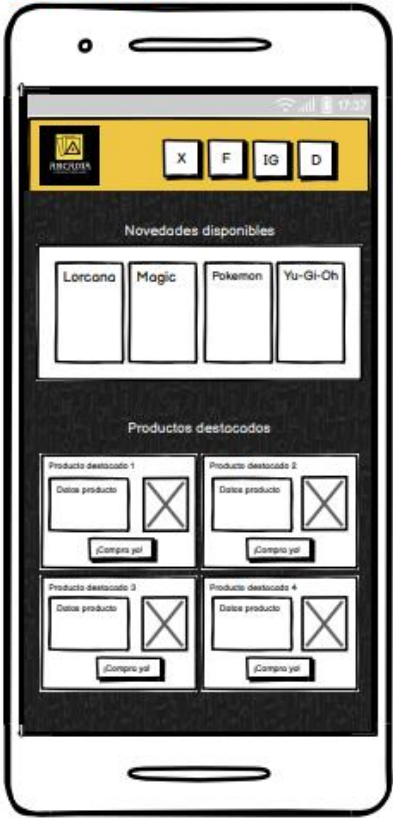 17:37
ARCADIA
X F IG D
Novedades disponibles
Lorcana Magic Pokemon Yu-Gi-Oh
Productos destacados
Producto destacado 1
Datos producto
¡Compra ya!
Producto destacado 2
Datos producto
¡Compra ya!
Producto destacado 3
Datos producto
¡Compra ya!
Producto destacado 4
Datos producto
¡Compra ya!